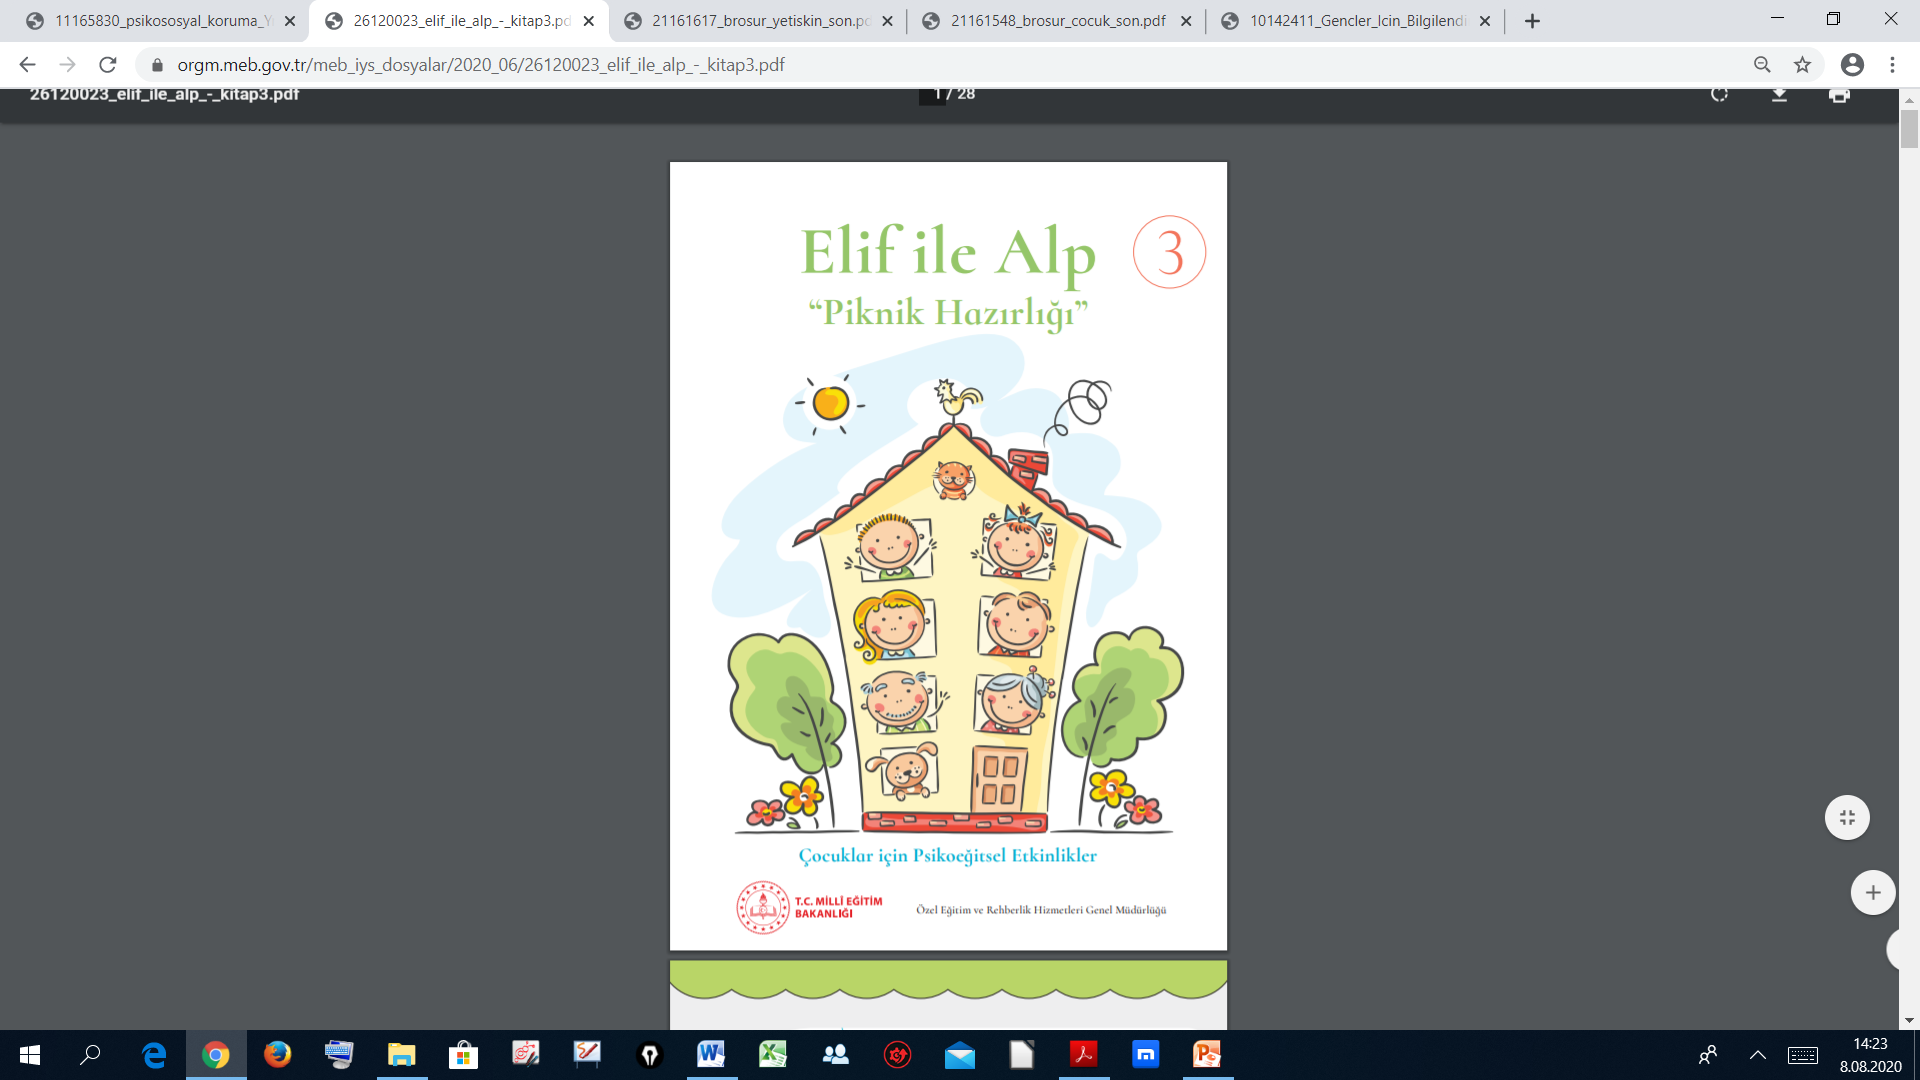 11165830_psikososyal_koruma_Y
26120023_elif_ile_alp_-_kitap3.pd
21161617_brosur_yetiskin_son.pd
21161548_brosur_cocuk_son.pdf
10142411_Gencler_Icin_Bilgilendi
orgm.meb.gov.tr/meb_iys_dosyalar/2020_06/26120023_elif_ile_alp_-_kitap3.pdf
26120023_elif_ile_alp_-_kitap3.pdf
1 / 28
Elif ile Alp
3
“Piknik Hazırlığı”
Çocuklar için Psikoeğitsel Etkinlikler
T.C. MİLLÎ EĞİTİM
BAKANLIĞI
Özel Eğitim ve Rehberlik Hizmetleri Genel Müdürlüğü
14:23
8.08.2020